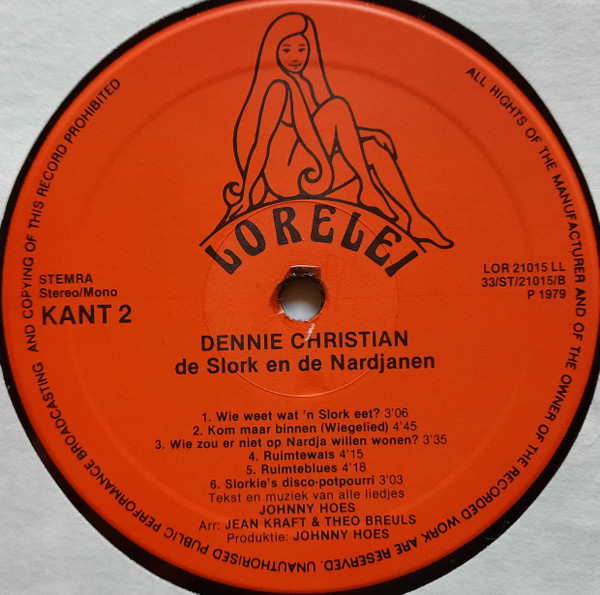 LORELEI
ALL RIGHTS OF THE MANUFACTURER AND OF THE OWNER OF THE RECORDED WORK ARE RESERVED. UNAUTHORISED PUBLIC PERFORMANCE BROADCASTING AND COPYING OF THIS RECORD PROHIBITED
STEMRA
Stereo/Mono
KANT 2
LOR 21015 LL
33/ST/21015/B
P 1979
DENNIE CHRISTIAN
de Slork en de Nardjanen
1. Wie weet wat 'n Slork eet? 3'06
2. Kom maar binnen (Wiegelied) 4'45
3. Wie zou er niet op Nardja willen wonen? 3'35
4. Ruimtewals 4'15
5. Ruimteblues 4'18
6. Slorkie's disco-potpourri 3'03
Tekst en muziek van alle liedjes
JOHNNY HOES
Arr: JEAN KRAFT & THEO BREULS
Produktie: JOHNNY HOES